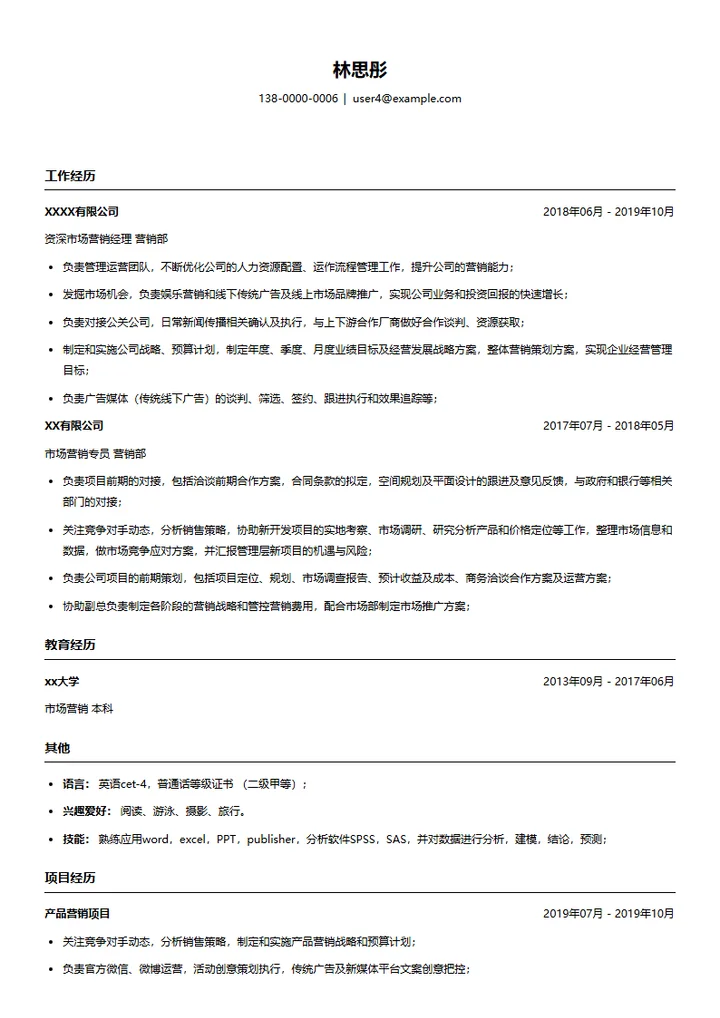 林思彤
138-0000-0006 | user4@example.com
工作经历
XXXX有限公司 2018年06月 - 2019年10月
资深市场营销经理 营销部
• 负责管理运营团队，不断优化公司的人力资源配置、运作流程管理工作，提升公司的营销能力；
• 发掘市场机会，负责娱乐营销和线下传统广告及线上市场品牌推广，实现公司业务和投资回报的快速增长；
• 负责对接公关公司，日常新闻传播相关确认及执行，与上下游合作厂商做好合作谈判、资源获取；
• 制定和实施公司战略、预算计划，制定年度、季度、月度业绩目标及经营发展战略方案，整体营销策划方案，实现企业经营管理
目标；
• 负责广告媒体（传统线下广告）的谈判、筛选、签约、跟进执行和效果追踪等；
XX有限公司 2017年07月 - 2018年05月
市场营销专员 营销部
• 负责项目前期的对接，包括洽谈前期合作方案，合同条款的拟定，空间规划及平面设计的跟进及意见反馈，与政府和银行等相关
部门的对接；
• 关注竞争对手动态，分析销售策略，协助新开发项目的实地考察、市场调研、研究分析产品和价格定位等工作，整理市场信息和
数据，做市场竞争应对方案，并汇报管理层新项目的机遇与风险；
• 负责公司项目的前期策划，包括项目定位、规划、市场调查报告、预计收益及成本、商务洽谈合作方案及运营方案；
• 协助副总负责制定各阶段的营销战略和管控营销费用，配合市场部制定市场推广方案；
教育经历
xx大学 2013年09月 - 2017年06月
市场营销 本科
其他
• 语言： 英语cet-4，普通话等级证书 （二级甲等）；
• 兴趣爱好： 阅读、游泳、摄影、旅行。
• 技能： 熟练应用word，excel，PPT，publisher，分析软件SPSS，SAS，并对数据进行分析，建模，结论，预测；
项目经历
产品营销项目 2019年07月 - 2019年10月
• 关注竞争对手动态，分析销售策略，制定和实施产品营销战略和预算计划；
• 负责官方微信、微博运营，活动创意策划执行，传统广告及新媒体平台文案创意把控；